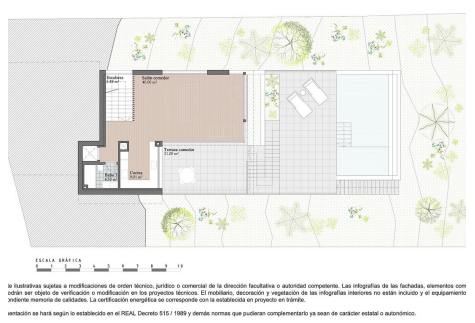 Escalera
Salón comedor
40.00 m²
Terraza comedor
Cocina
Baño 1
ESCALA GRÁFICA
0 1 2 3 4 5 6 7 8 9 10
de ilustrativas sujetas a modificaciones de orden técnico, jurídico o comercial de la dirección facultativa o autoridad competente. Las infografías de las fachadas, elementos com
odrán ser objeto de verificación o modificación en los proyectos técnicos. El mobiliario, decoración y vegetación de las infografías interiores no están incluido y el equipamiento
ondiente memoria de calidades. La certificación energética se corresponde con la establecida en proyecto en trámite.
mentación se hará según lo establecido en el REAL Decreto 515 / 1989 y demás normas que pudieran complementarlo ya sean de carácter estatal o autonómico.